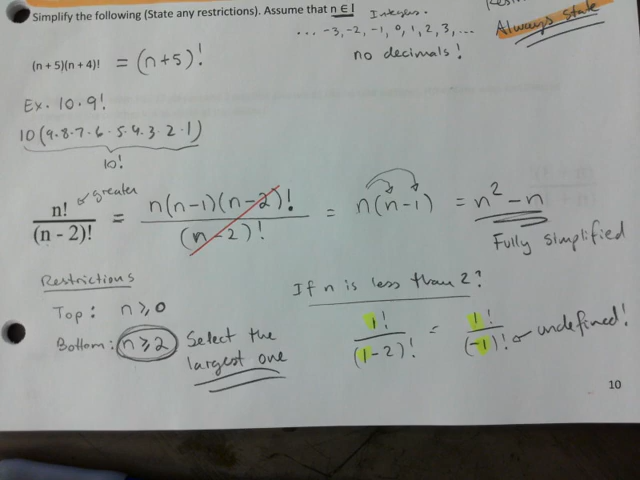 Simplify the following (State any restrictions). Assume that n ∈ I
Integers.
Always State
... -3, -2, -1, 0, 1, 2, 3, ...
no decimals!
(n + 5)(n + 4)! = (n+5)!
Ex. 10 · 9!
10(9·8·7·6·5·4·3·2·1)
10!
greater
n!/(n - 2)! = n(n-1)(n-2)!/(n-2)! = n(n-1) = n² - n
Fully simplified
Restrictions
Top: n ≥ 0
Bottom: n ≥ 2 Select the
largest one
If n is less than 2?
1!/(1-2)! = 1!/(-1)! undefined!
10